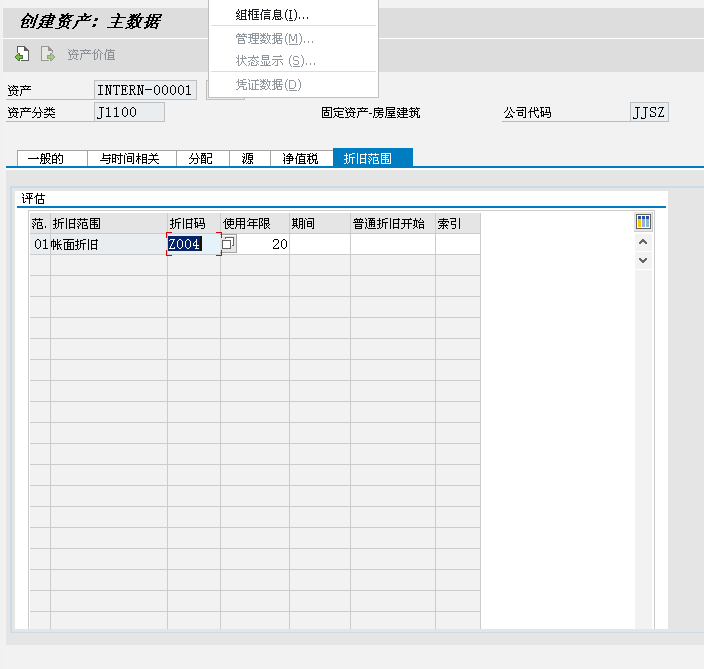 创建资产: 主数据
组框信息(I)...
管理数据(M)...
状态显示 (S)...
凭证数据(D)
资产价值
资产 INTERN-00001
资产分类 J1100 固定资产-房屋建筑 公司代码 JJSZ
一般的 与时间相关 分配 源 净值税 折旧范围
评估
范. 折旧范围 折旧码 使用年限 期间 普通折旧开始 索引
01 帐面折旧 Z004 20